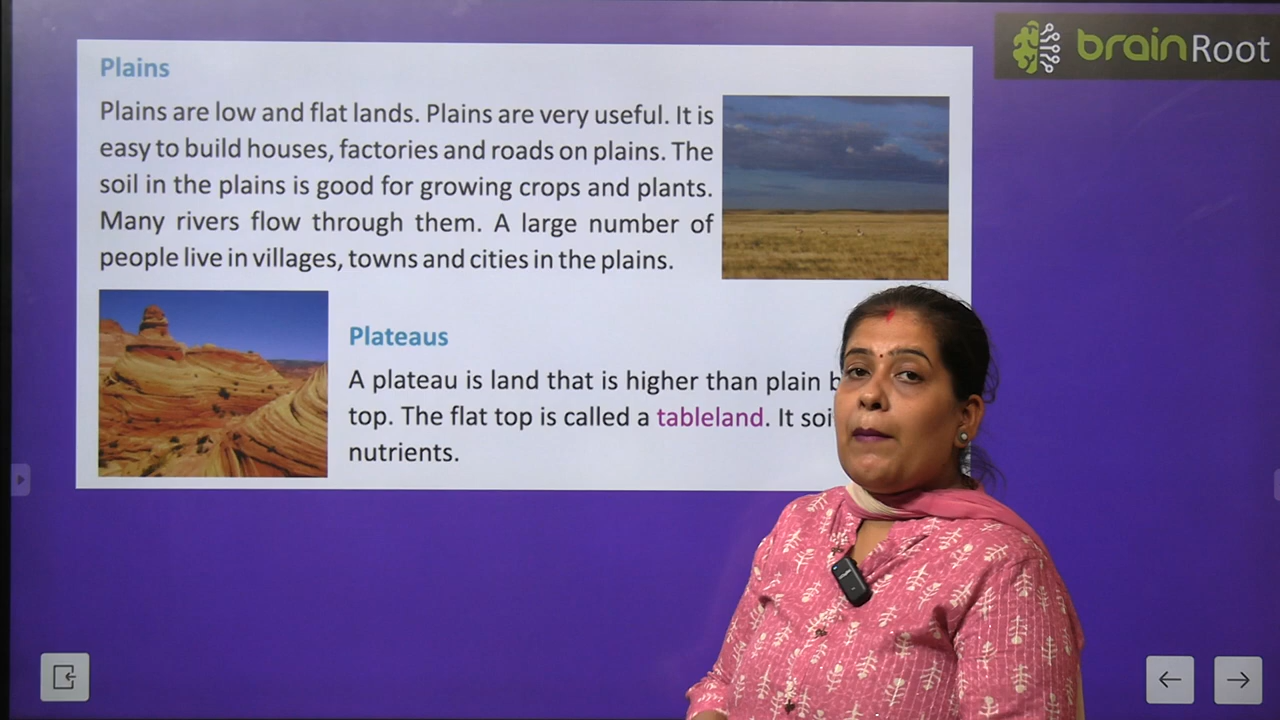 brainRoot
Plains
Plains are low and flat lands. Plains are very useful. It is
easy to build houses, factories and roads on plains. The
soil in the plains is good for growing crops and plants.
Many rivers flow through them. A large number of
people live in villages, towns and cities in the plains.
Plateaus
A plateau is land that is higher than plain
top. The flat top is called a tableland. It
nutrients.